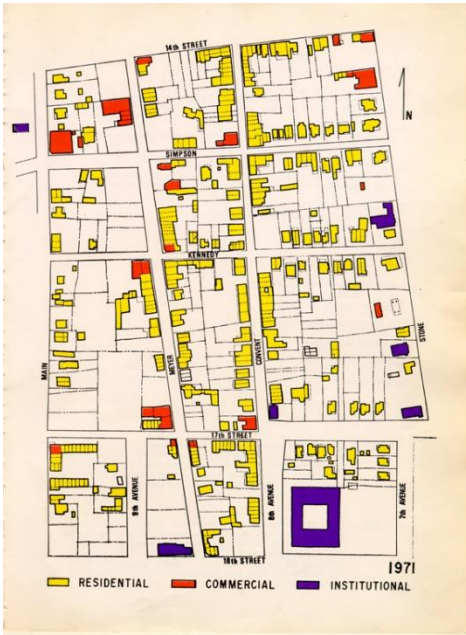 14th STREET
N
SIMPSON
KENNEDY
MAIN
MEYER
CONVENT
STONE
17th STREET
9th AVENUE
8th AVENUE
7th AVENUE
18th STREET
1971
RESIDENTIAL
COMMERCIAL
INSTITUTIONAL